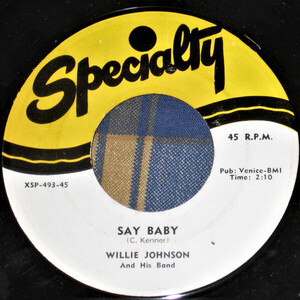 Specialty
45 R.P.M.
XSP-493-45
Pub: Venice-BMI
Time: 2:10
SAY BABY
(C. Kenner)
WILLIE JOHNSON
And His Band